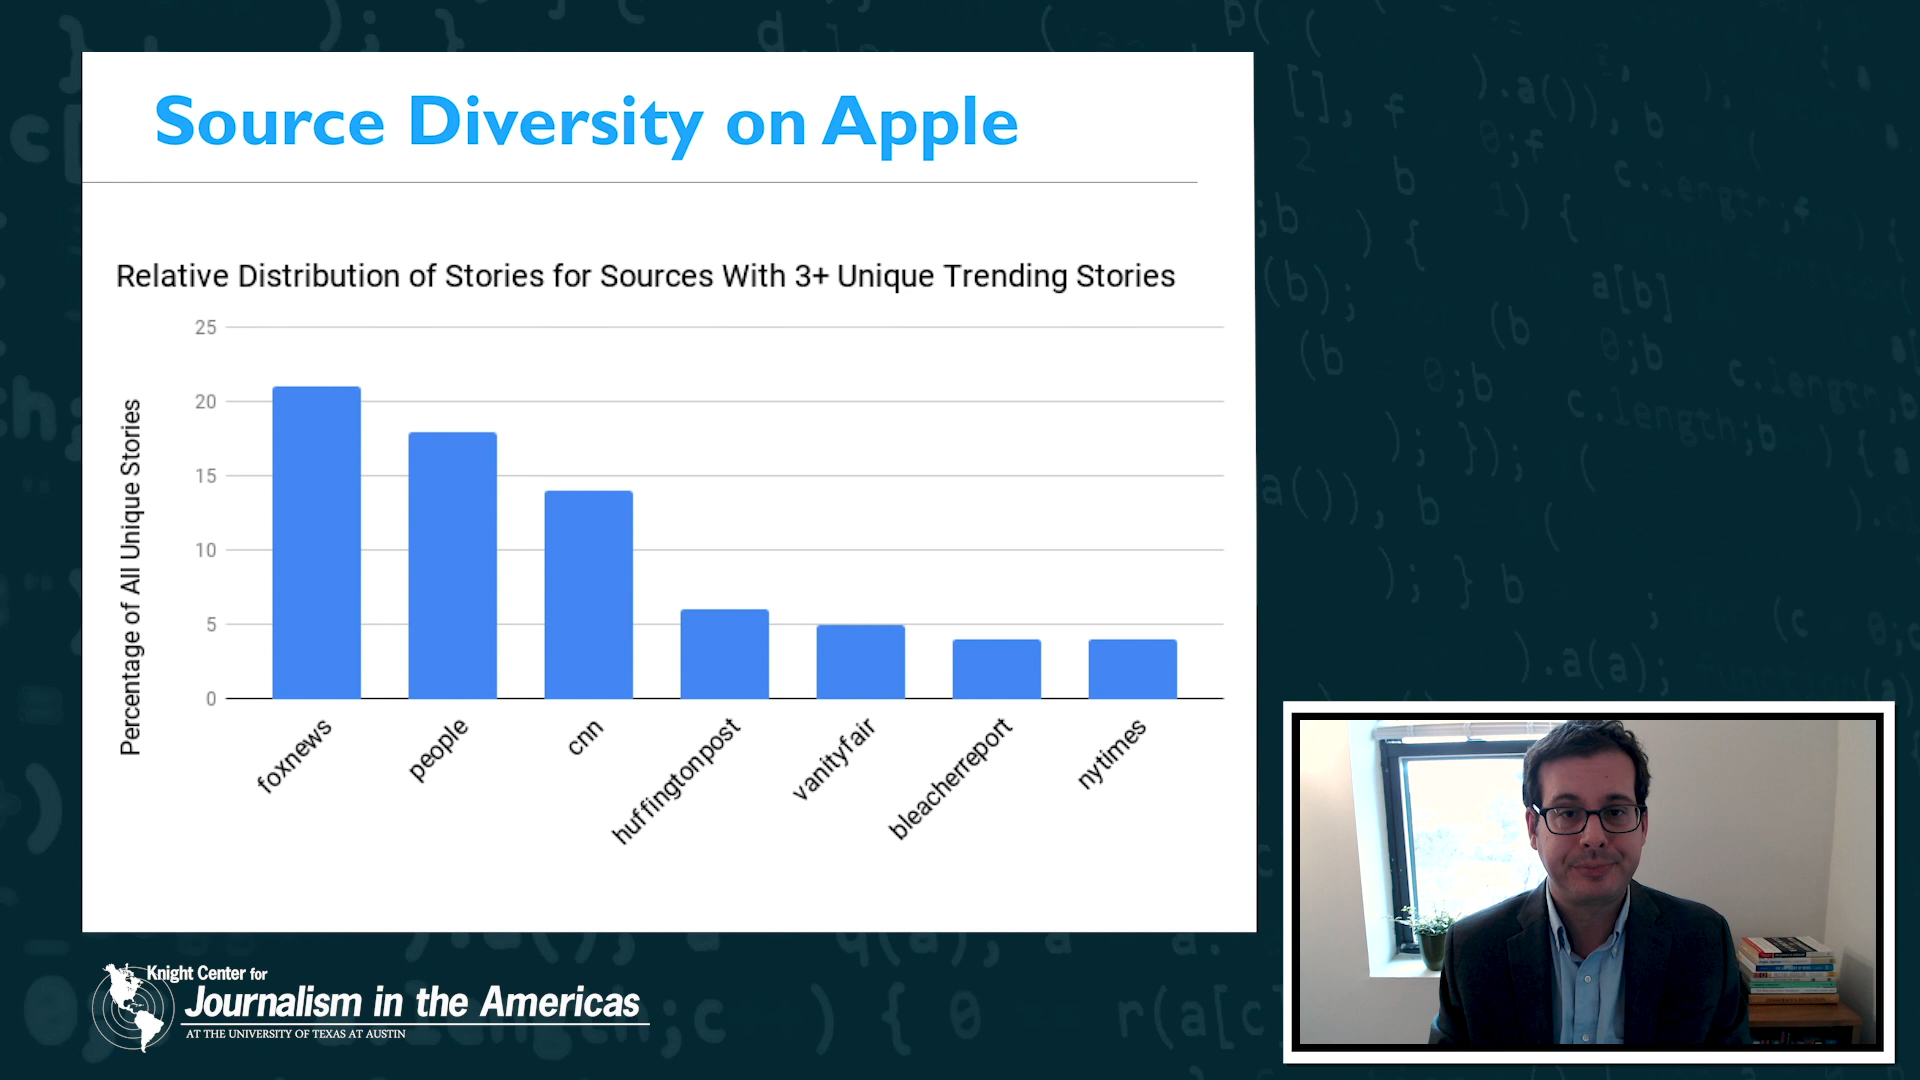 Source Diversity on Apple
Relative Distribution of Stories for Sources With 3+ Unique Trending Stories
Percentage of All Unique Stories
25
20
15
10
5
0
foxnews
people
cnn
huffingtonpost
vanityfair
bleacherreport
nytimes
Knight Center for
Journalism in the Americas
AT THE UNIVERSITY OF TEXAS AT AUSTIN